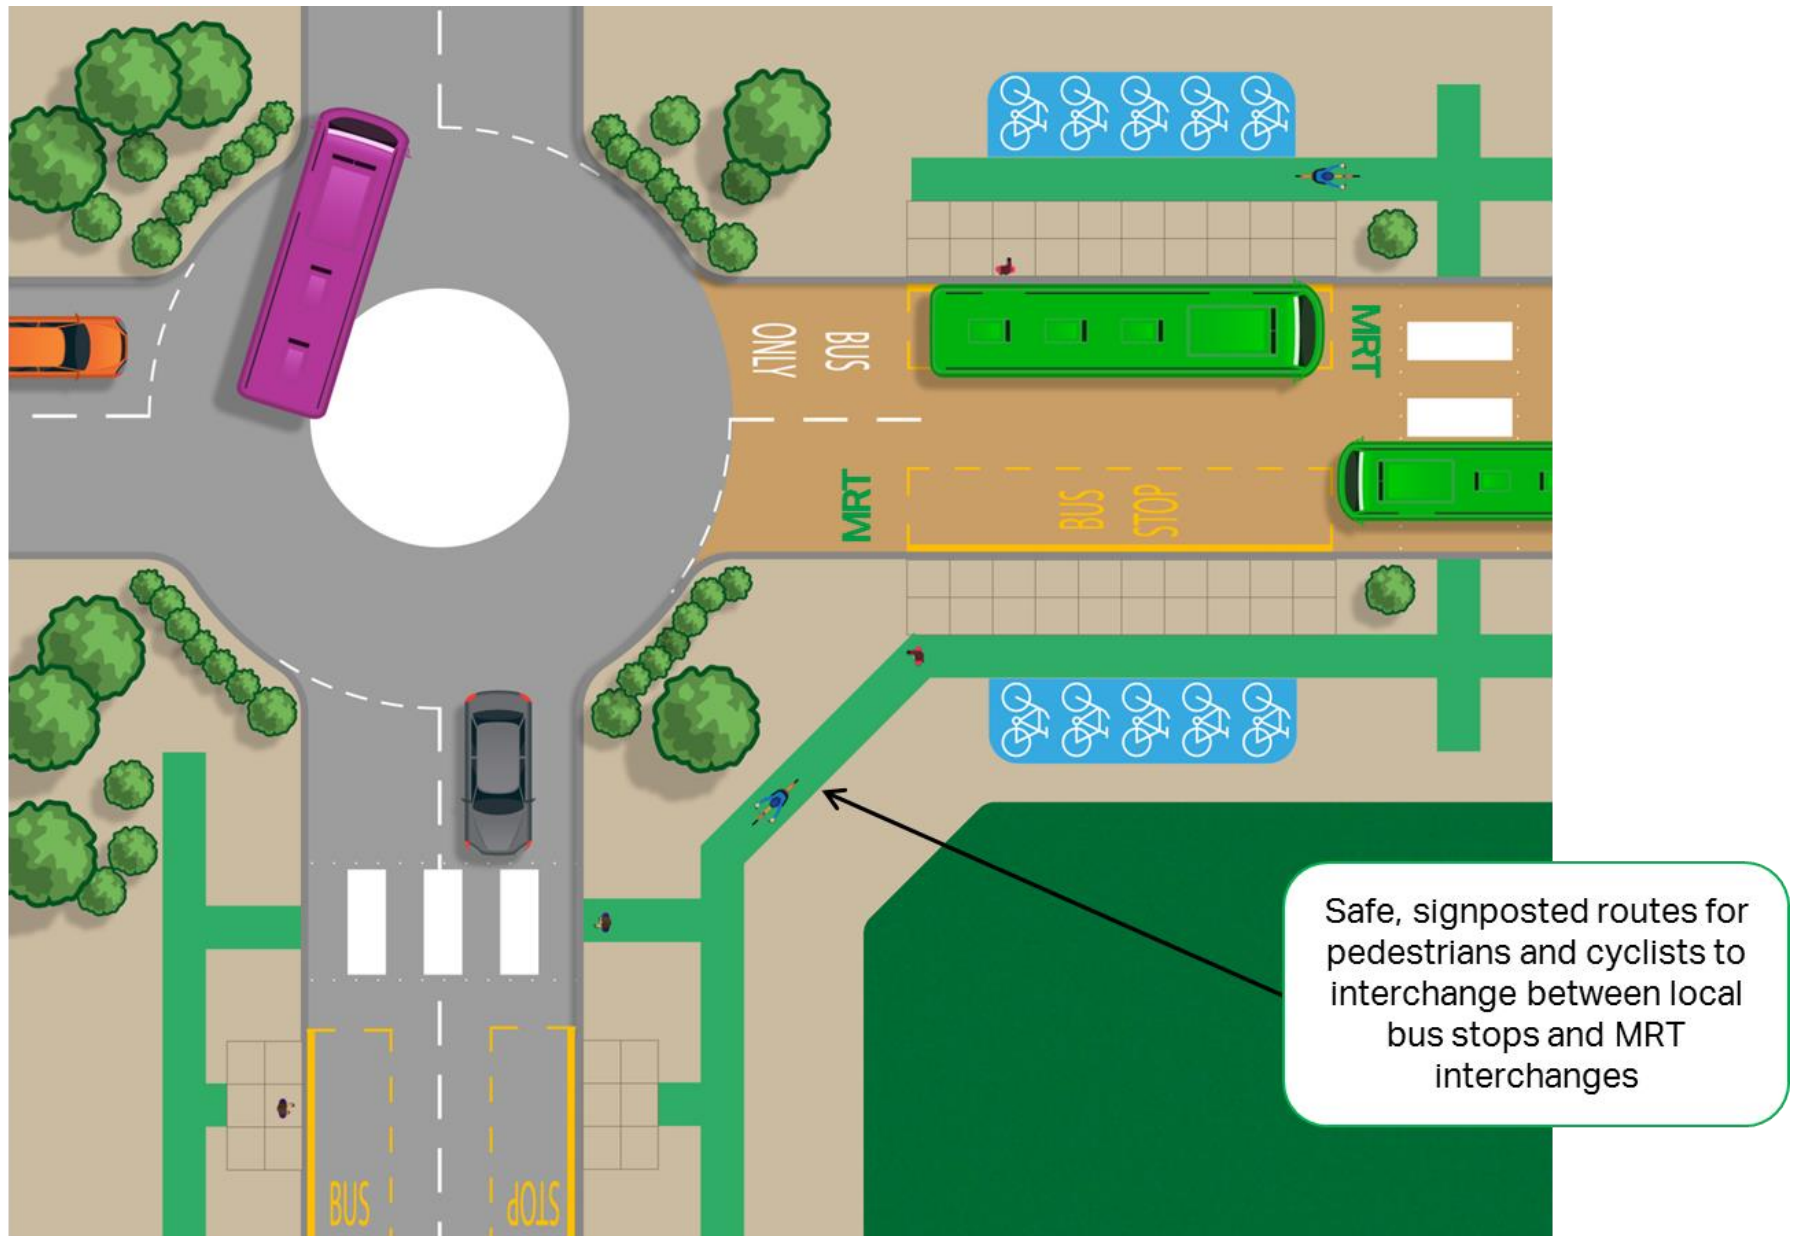 BUS
ONLY
MRT
MRT
BUS
STOP
Safe, signposted routes for
pedestrians and cyclists to
interchange between local
bus stops and MRT
interchanges
BUS
STOP